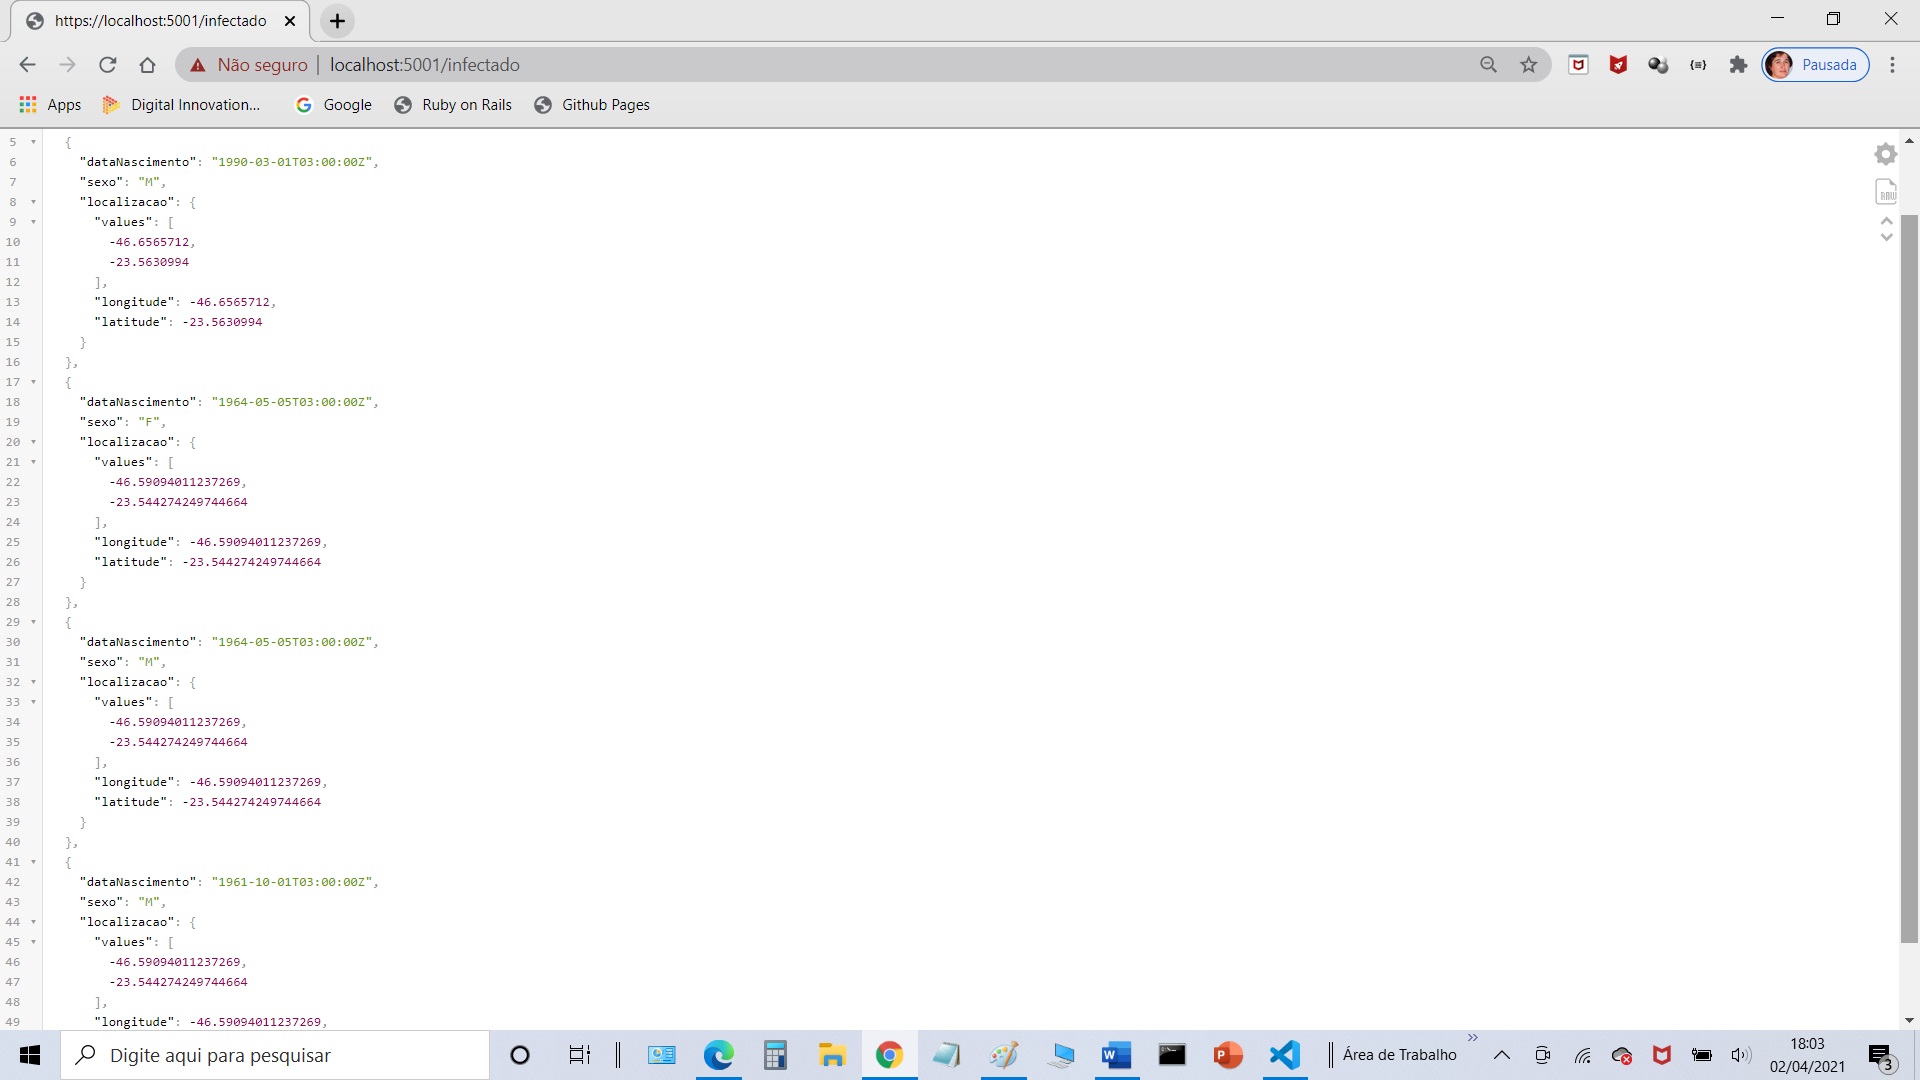 https://localhost:5001/infectado
Não seguro | localhost:5001/infectado
Pausada
Apps Digital Innovation... Google Ruby on Rails Github Pages
5 {
6 "dataNascimento": "1990-03-01T03:00:00Z",
7 "sexo": "M",
8 "localizacao": {
9 "values": [
10 -46.6565712,
11 -23.5630994
12 ],
13 "longitude": -46.6565712,
14 "latitude": -23.5630994
15 }
16 },
17 {
18 "dataNascimento": "1964-05-05T03:00:00Z",
19 "sexo": "F",
20 "localizacao": {
21 "values": [
22 -46.59094011237269,
23 -23.544274249744664
24 ],
25 "longitude": -46.59094011237269,
26 "latitude": -23.544274249744664
27 }
28 },
29 {
30 "dataNascimento": "1964-05-05T03:00:00Z",
31 "sexo": "M",
32 "localizacao": {
33 "values": [
34 -46.59094011237269,
35 -23.544274249744664
36 ],
37 "longitude": -46.59094011237269,
38 "latitude": -23.544274249744664
39 }
40 },
41 {
42 "dataNascimento": "1961-10-01T03:00:00Z",
43 "sexo": "M",
44 "localizacao": {
45 "values": [
46 -46.59094011237269,
47 -23.544274249744664
48 ],
49 "longitude": -46.59094011237269,
RAW
Digite aqui para pesquisar
Área de Trabalho
18:03
02/04/2021
3